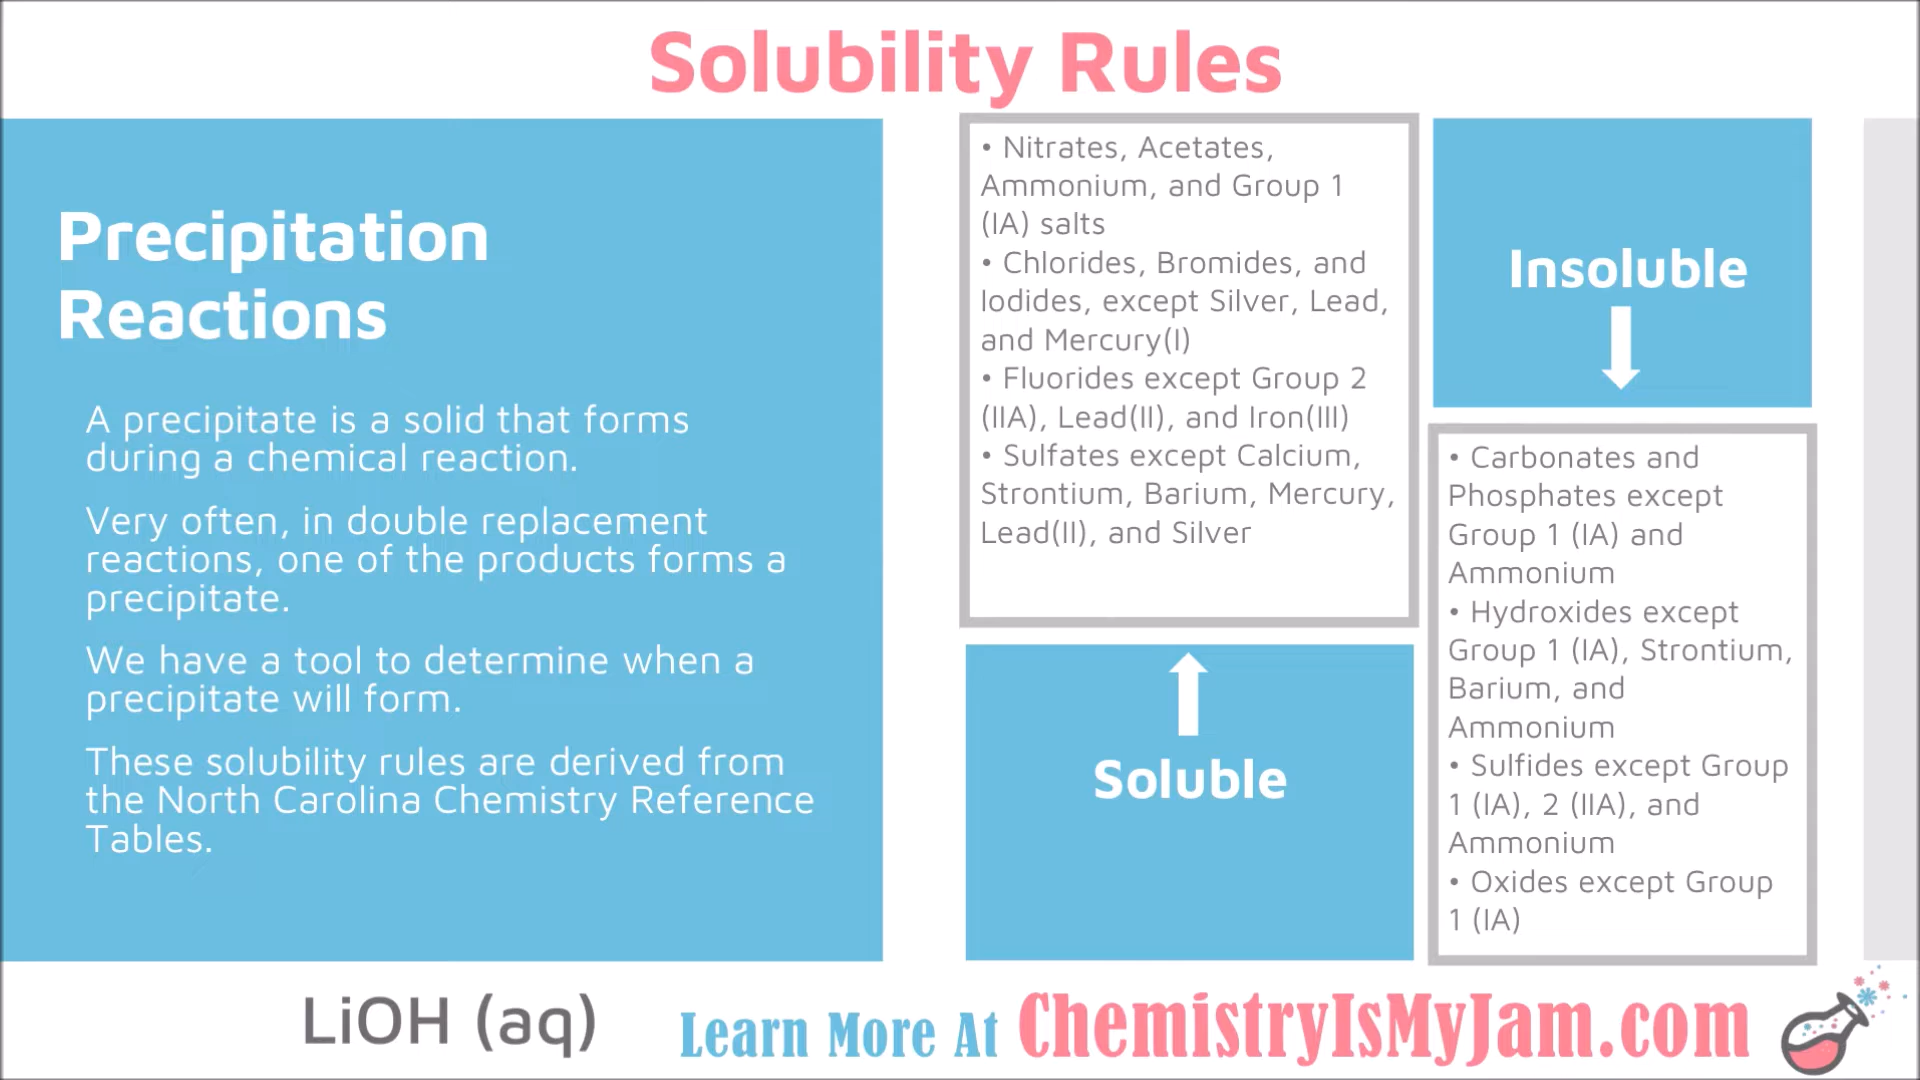 Solubility Rules
Precipitation
Reactions
A precipitate is a solid that forms
during a chemical reaction.
Very often, in double replacement
reactions, one of the products forms a
precipitate.
We have a tool to determine when a
precipitate will form.
These solubility rules are derived from
the North Carolina Chemistry Reference
Tables.
• Nitrates, Acetates,
Ammonium, and Group 1
(IA) salts
• Chlorides, Bromides, and
Iodides, except Silver, Lead,
and Mercury(I)
• Fluorides except Group 2
(IIA), Lead(II), and Iron(III)
• Sulfates except Calcium,
Strontium, Barium, Mercury,
Lead(II), and Silver
Soluble
Insoluble
• Carbonates and
Phosphates except
Group 1 (IA) and
Ammonium
• Hydroxides except
Group 1 (IA), Strontium,
Barium, and
Ammonium
• Sulfides except Group
1 (IA), 2 (IIA), and
Ammonium
• Oxides except Group
1 (IA)
LiOH (aq)
Learn More At ChemistryIsMyJam.com